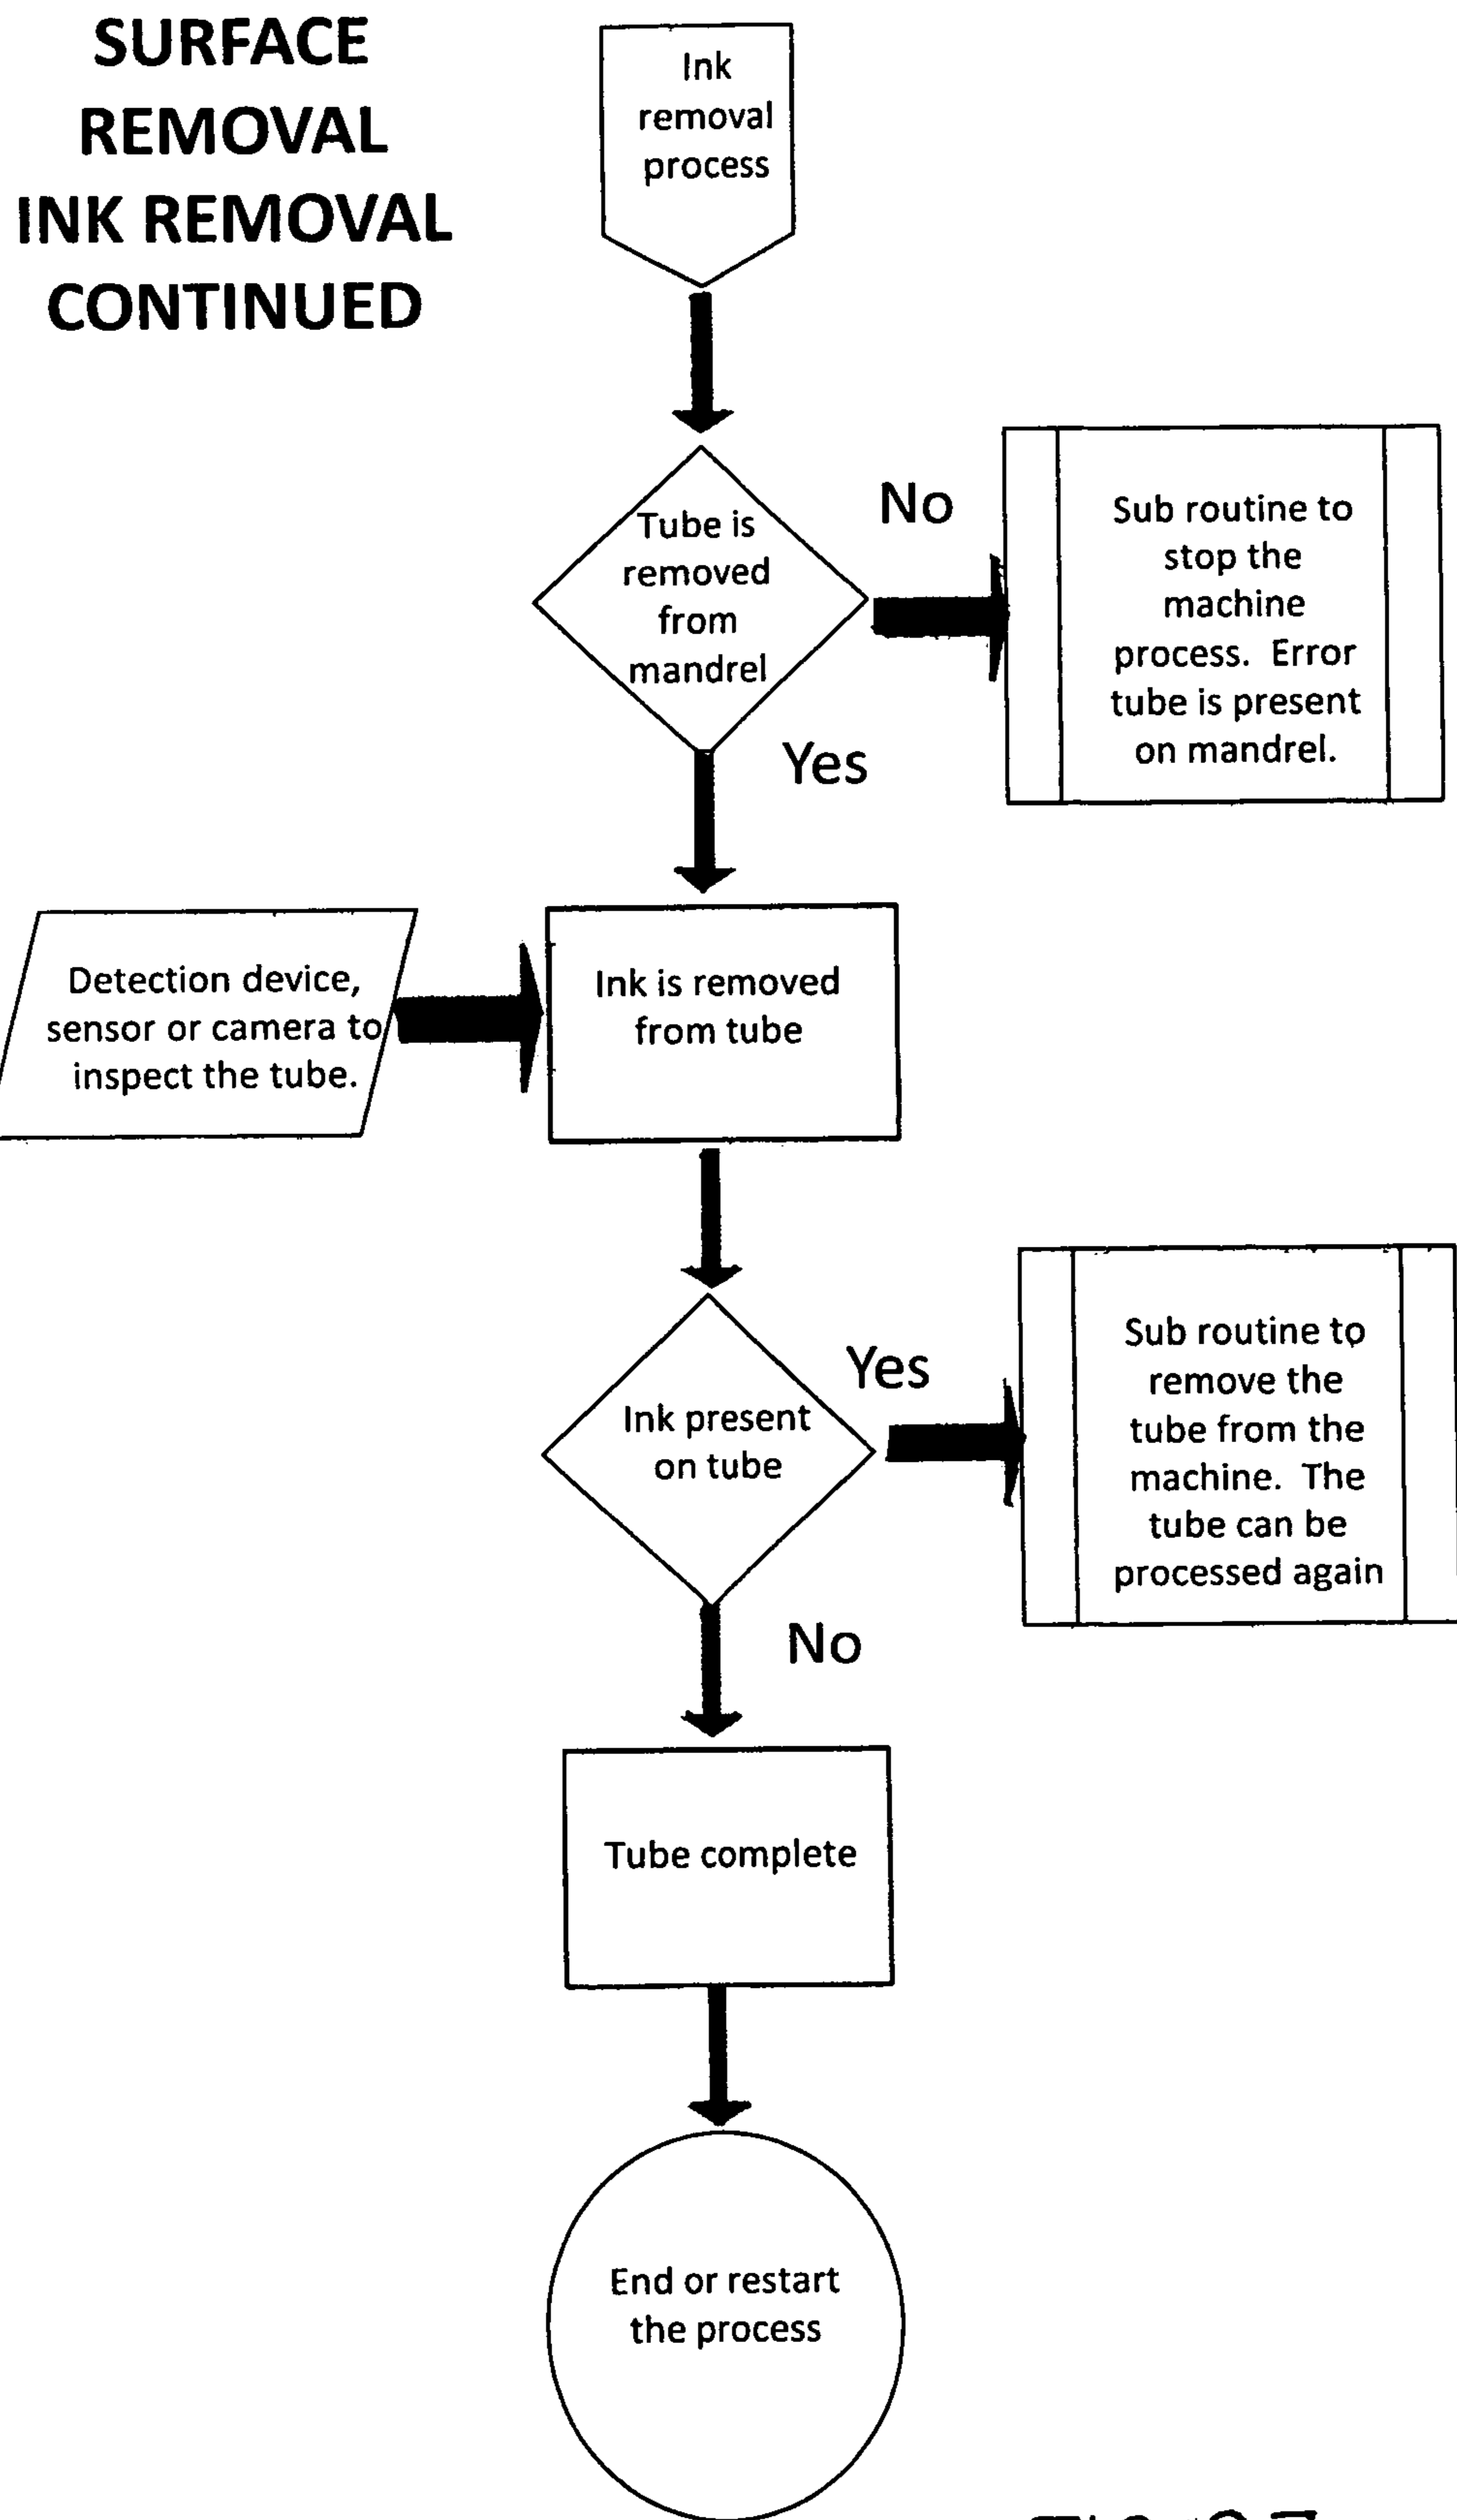 SURFACE
REMOVAL
INK REMOVAL
CONTINUED
Ink
removal
process
Tube is
removed
from
mandrel
No
Sub routine to
stop the
machine
process.  Error
tube is present
on mandrel.
Yes
Detection device,
sensor or camera to
inspect the tube.
Ink is removed
from tube
Ink present
on tube
Yes
Sub routine to
remove the
tube from the
machine.  The
tube can be
processed again
No
Tube complete
End or restart
the process